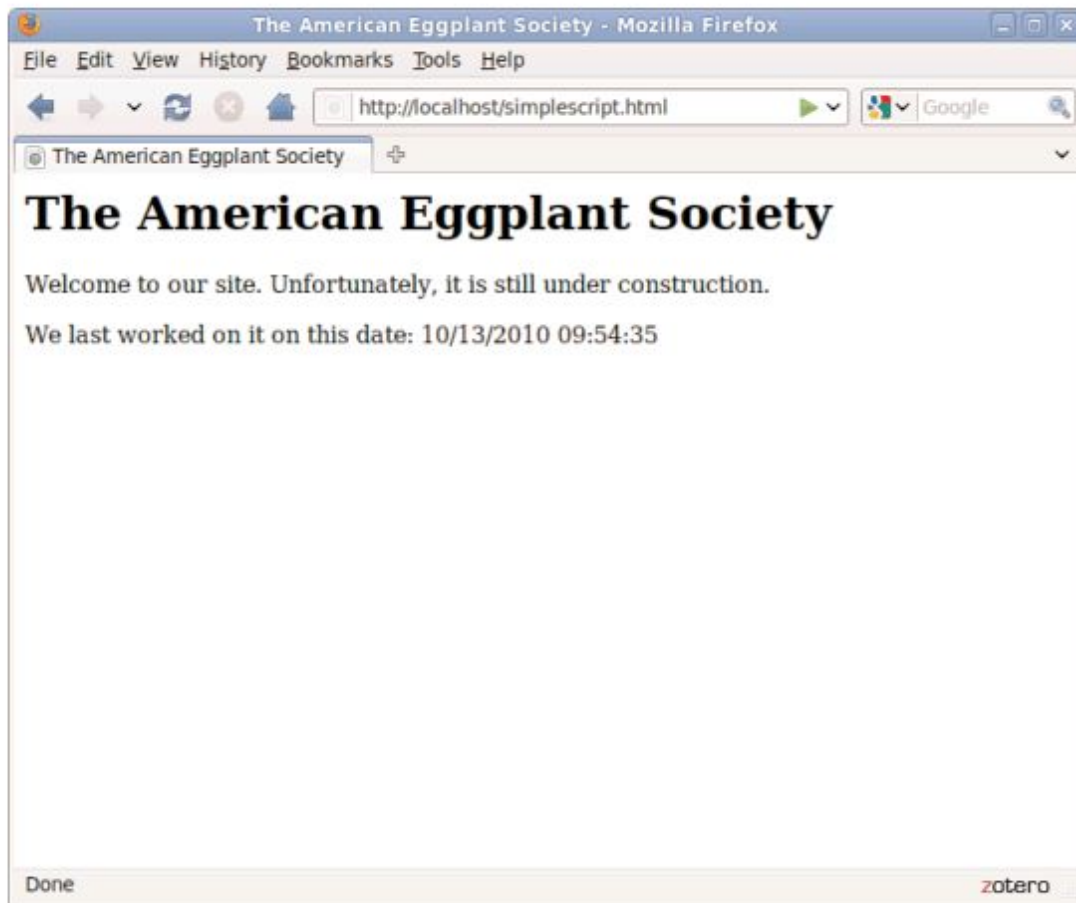 The American Eggplant Society - Mozilla Firefox
File Edit View History Bookmarks Tools Help
http://localhost/simplescript.html Google
The American Eggplant Society
The American Eggplant Society
Welcome to our site. Unfortunately, it is still under construction.
We last worked on it on this date: 10/13/2010 09:54:35
Done zotero